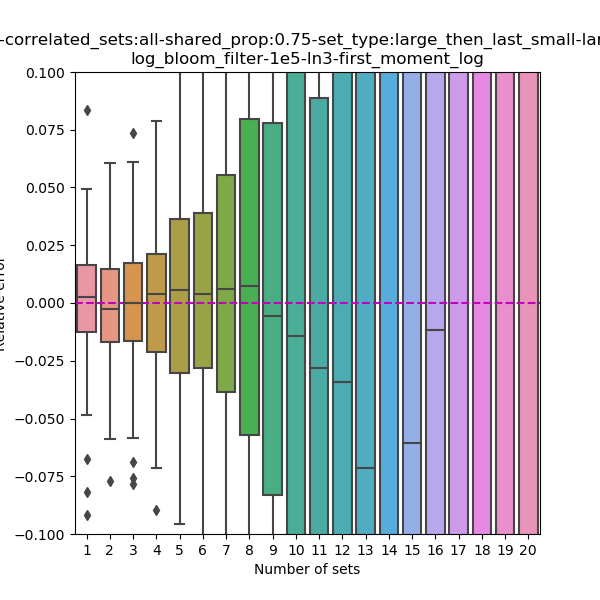 -correlated_sets:all-shared_prop:0.75-set_type:large_then_last_small-
log_bloom_filter-1e5-ln3-first_moment_log
0.100
0.075
0.050
0.025
0.000
−0.025
−0.050
−0.075
−0.100
Relative error
1 2 3 4 5 6 7 8 9 10 11 12 13 14 15 16 17 18 19 20
Number of sets